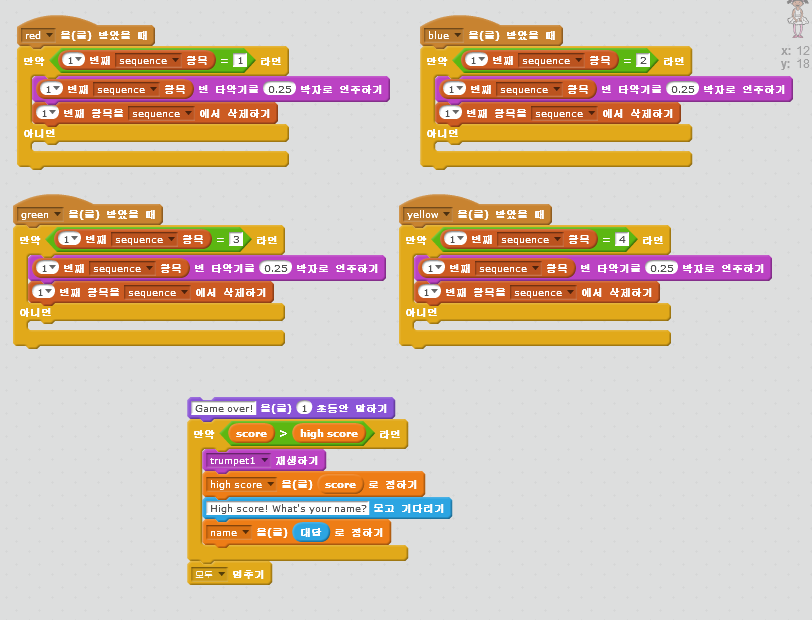 red 을(를) 받았을 때
만약 1 번째 sequence 항목 = 1 라면
1 번째 sequence 항목 번 타악기를 0.25 박자로 연주하기
1 번째 항목을 sequence 에서 삭제하기
아니면
blue 을(를) 받았을 때
만약 1 번째 sequence 항목 = 2 라면
1 번째 sequence 항목 번 타악기를 0.25 박자로 연주하기
1 번째 항목을 sequence 에서 삭제하기
아니면
x: 12
y: 18
green 을(를) 받았을 때
만약 1 번째 sequence 항목 = 3 라면
1 번째 sequence 항목 번 타악기를 0.25 박자로 연주하기
1 번째 항목을 sequence 에서 삭제하기
아니면
yellow 을(를) 받았을 때
만약 1 번째 sequence 항목 = 4 라면
1 번째 sequence 항목 번 타악기를 0.25 박자로 연주하기
1 번째 항목을 sequence 에서 삭제하기
아니면
Game over! 을(를) 1 초동안 말하기
만약 score > high score 라면
trumpet1 재생하기
high score 을(를) score 로 정하기
High score! What's your name? 묻고 기다리기
name 을(를) 대답 로 정하기
모두 멈추기